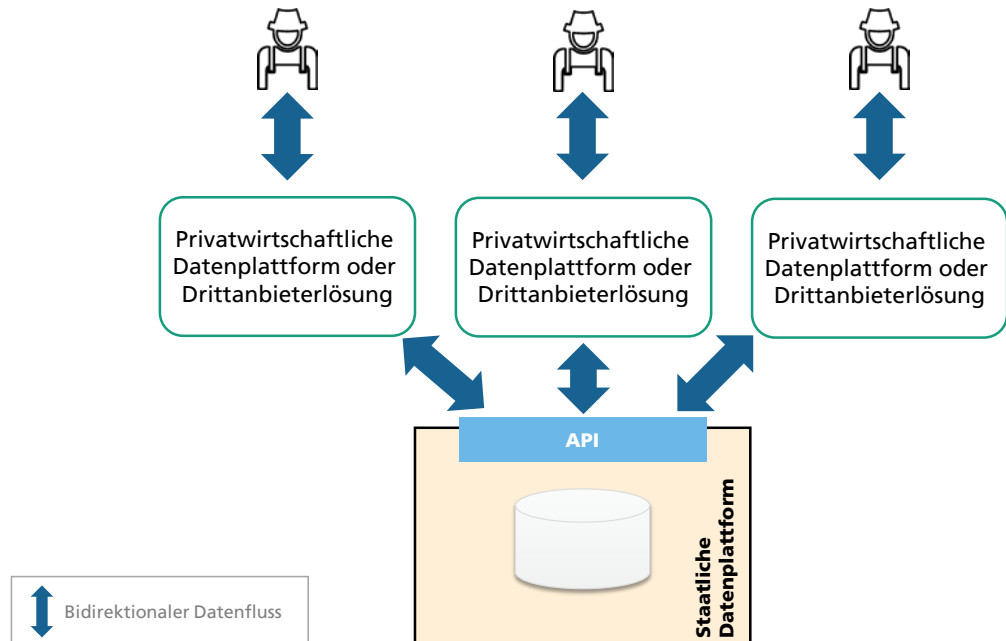 Privatwirtschaftliche
Datenplattform oder
Drittanbieterlösung
Privatwirtschaftliche
Datenplattform oder
Drittanbieterlösung
Privatwirtschaftliche
Datenplattform oder
Drittanbieterlösung
API
Staatliche
Datenplattform
Bidirektionaler Datenfluss